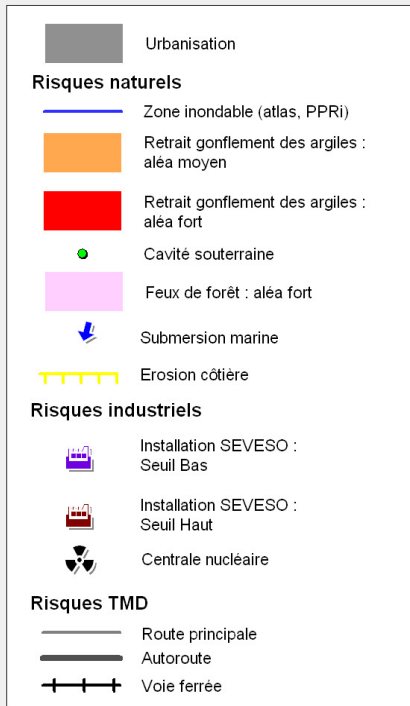 Urbanisation
Risques naturels
Zone inondable (atlas, PPRi)
Retrait gonflement des argiles :
aléa moyen
Retrait gonflement des argiles :
aléa fort
Cavité souterraine
Feux de forêt : aléa fort
Submersion marine
Erosion côtière
Risques industriels
Installation SEVESO :
Seuil Bas
Installation SEVESO :
Seuil Haut
Centrale nucléaire
Risques TMD
Route principale
Autoroute
Voie ferrée